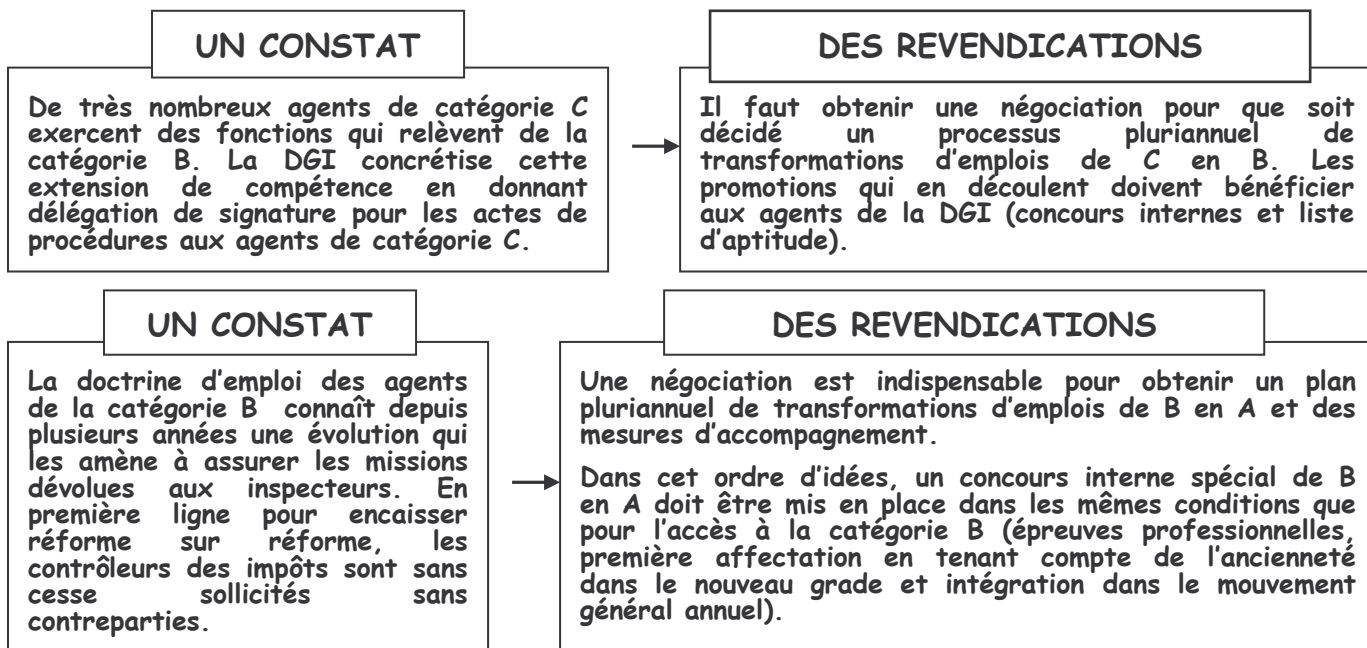 UN CONSTAT
De très nombreux agents de catégorie C
exercent des fonctions qui relèvent de la
catégorie B. La DGI concrétise cette
extension de compétence en donnant
délégation de signature pour les actes de
procédures aux agents de catégorie C.
DES REVENDICATIONS
Il faut obtenir une négociation pour que soit
décidé un processus pluriannuel de
transformations d'emplois de C en B. Les
promotions qui en découlent doivent bénéficier
aux agents de la DGI (concours internes et liste
d'aptitude).
UN CONSTAT
La doctrine d'emploi des agents
de la catégorie B connaît depuis
plusieurs années une évolution qui
les amène à assurer les missions
dévolues aux inspecteurs. En
première ligne pour encaisser
réforme sur réforme, les
contrôleurs des impôts sont sans
cesse sollicités sans
contreparties.
DES REVENDICATIONS
Une négociation est indispensable pour obtenir un plan
pluriannuel de transformations d'emplois de B en A et des
mesures d'accompagnement.
Dans cet ordre d'idées, un concours interne spécial de B
en A doit être mis en place dans les mêmes conditions que
pour l'accès à la catégorie B (épreuves professionnelles,
première affectation en tenant compte de l'ancienneté
dans le nouveau grade et intégration dans le mouvement
général annuel).